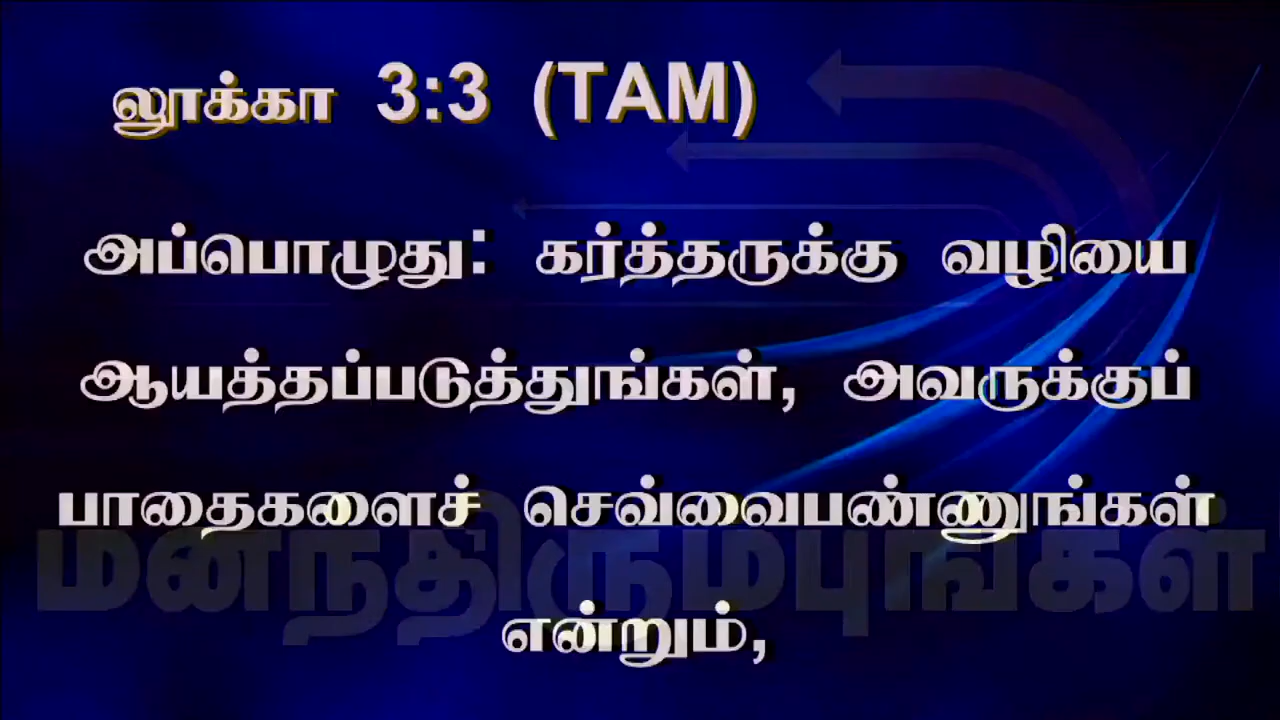 லூக்கா 3:3 (TAM)
அப்பொழுது: கர்த்தருக்கு வழியை
ஆயத்தப்படுத்துங்கள், அவருக்குப்
பாதைகளைச் செவ்வைபண்ணுங்கள்
மனந்திரும்புங்கள்
என்றும்,